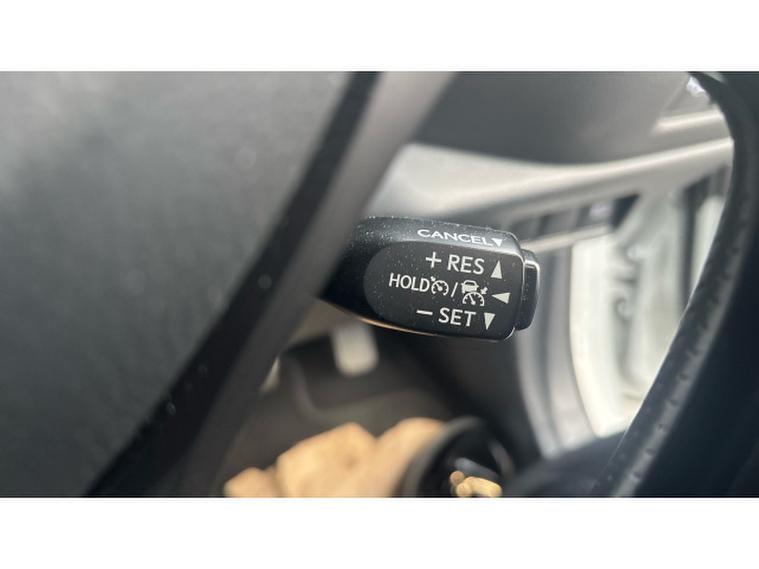 CANCEL
+ RES
HOLD /
− SET